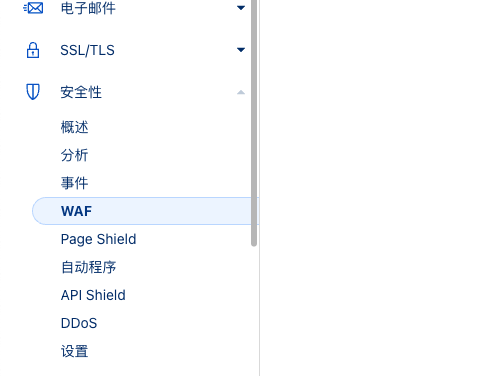 电子邮件
SSL/TLS
安全性
概述
分析
事件
WAF
Page Shield
自动程序
API Shield
DDoS
设置